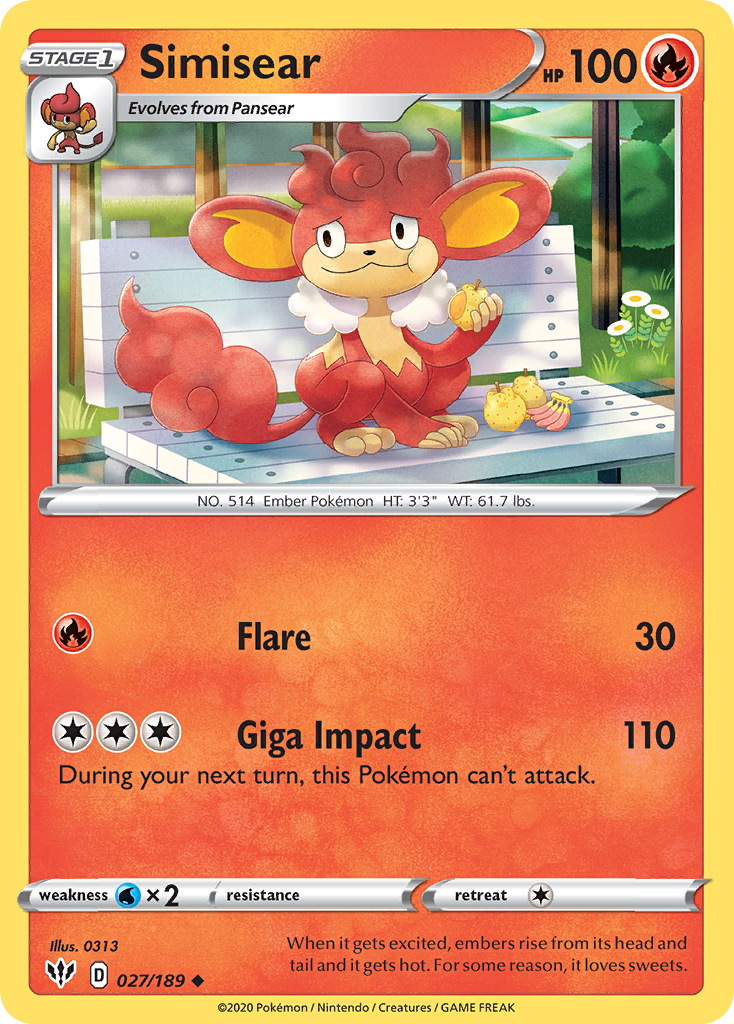 STAGE1
Simisear
HP 100
Evolves from Pansear
NO. 514 Ember Pokémon HT: 3'3" WT: 61.7 lbs.
Flare 30
Giga Impact 110
During your next turn, this Pokémon can't attack.
weakness ×2 resistance retreat
Illus. 0313
When it gets excited, embers rise from its head and
tail and it gets hot. For some reason, it loves sweets.
D 027/189
©2020 Pokémon / Nintendo / Creatures / GAME FREAK